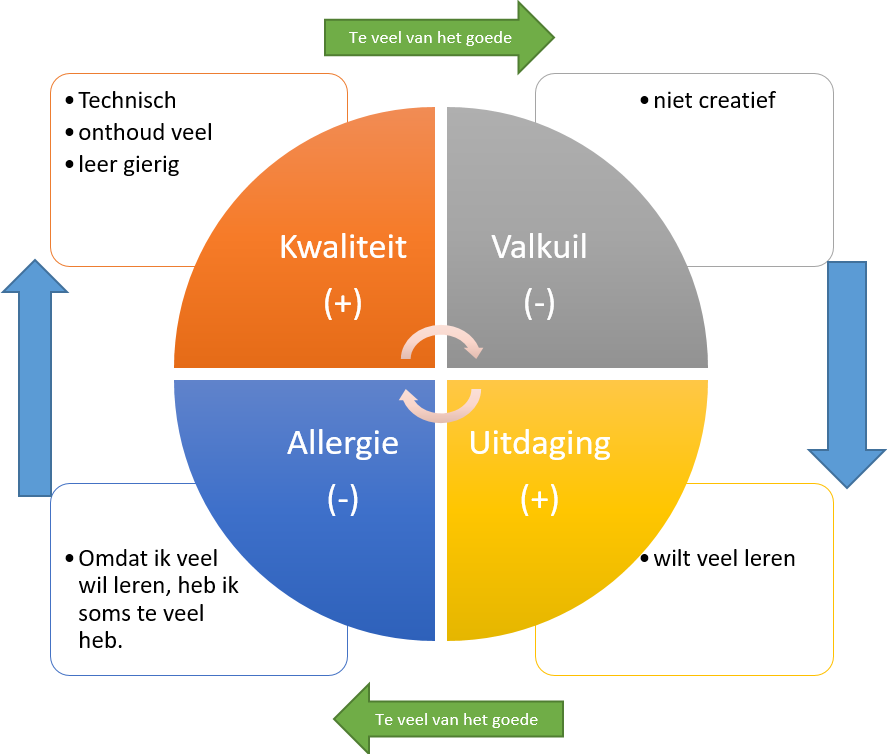 Te veel van het goede
• Technisch
• onthoud veel
• leer gierig
• niet creatief
Kwaliteit
(+)
Valkuil
(-)
Allergie
(-)
Uitdaging
(+)
• Omdat ik veel
wil leren, heb ik
soms te veel
heb.
• wilt veel leren
Te veel van het goede